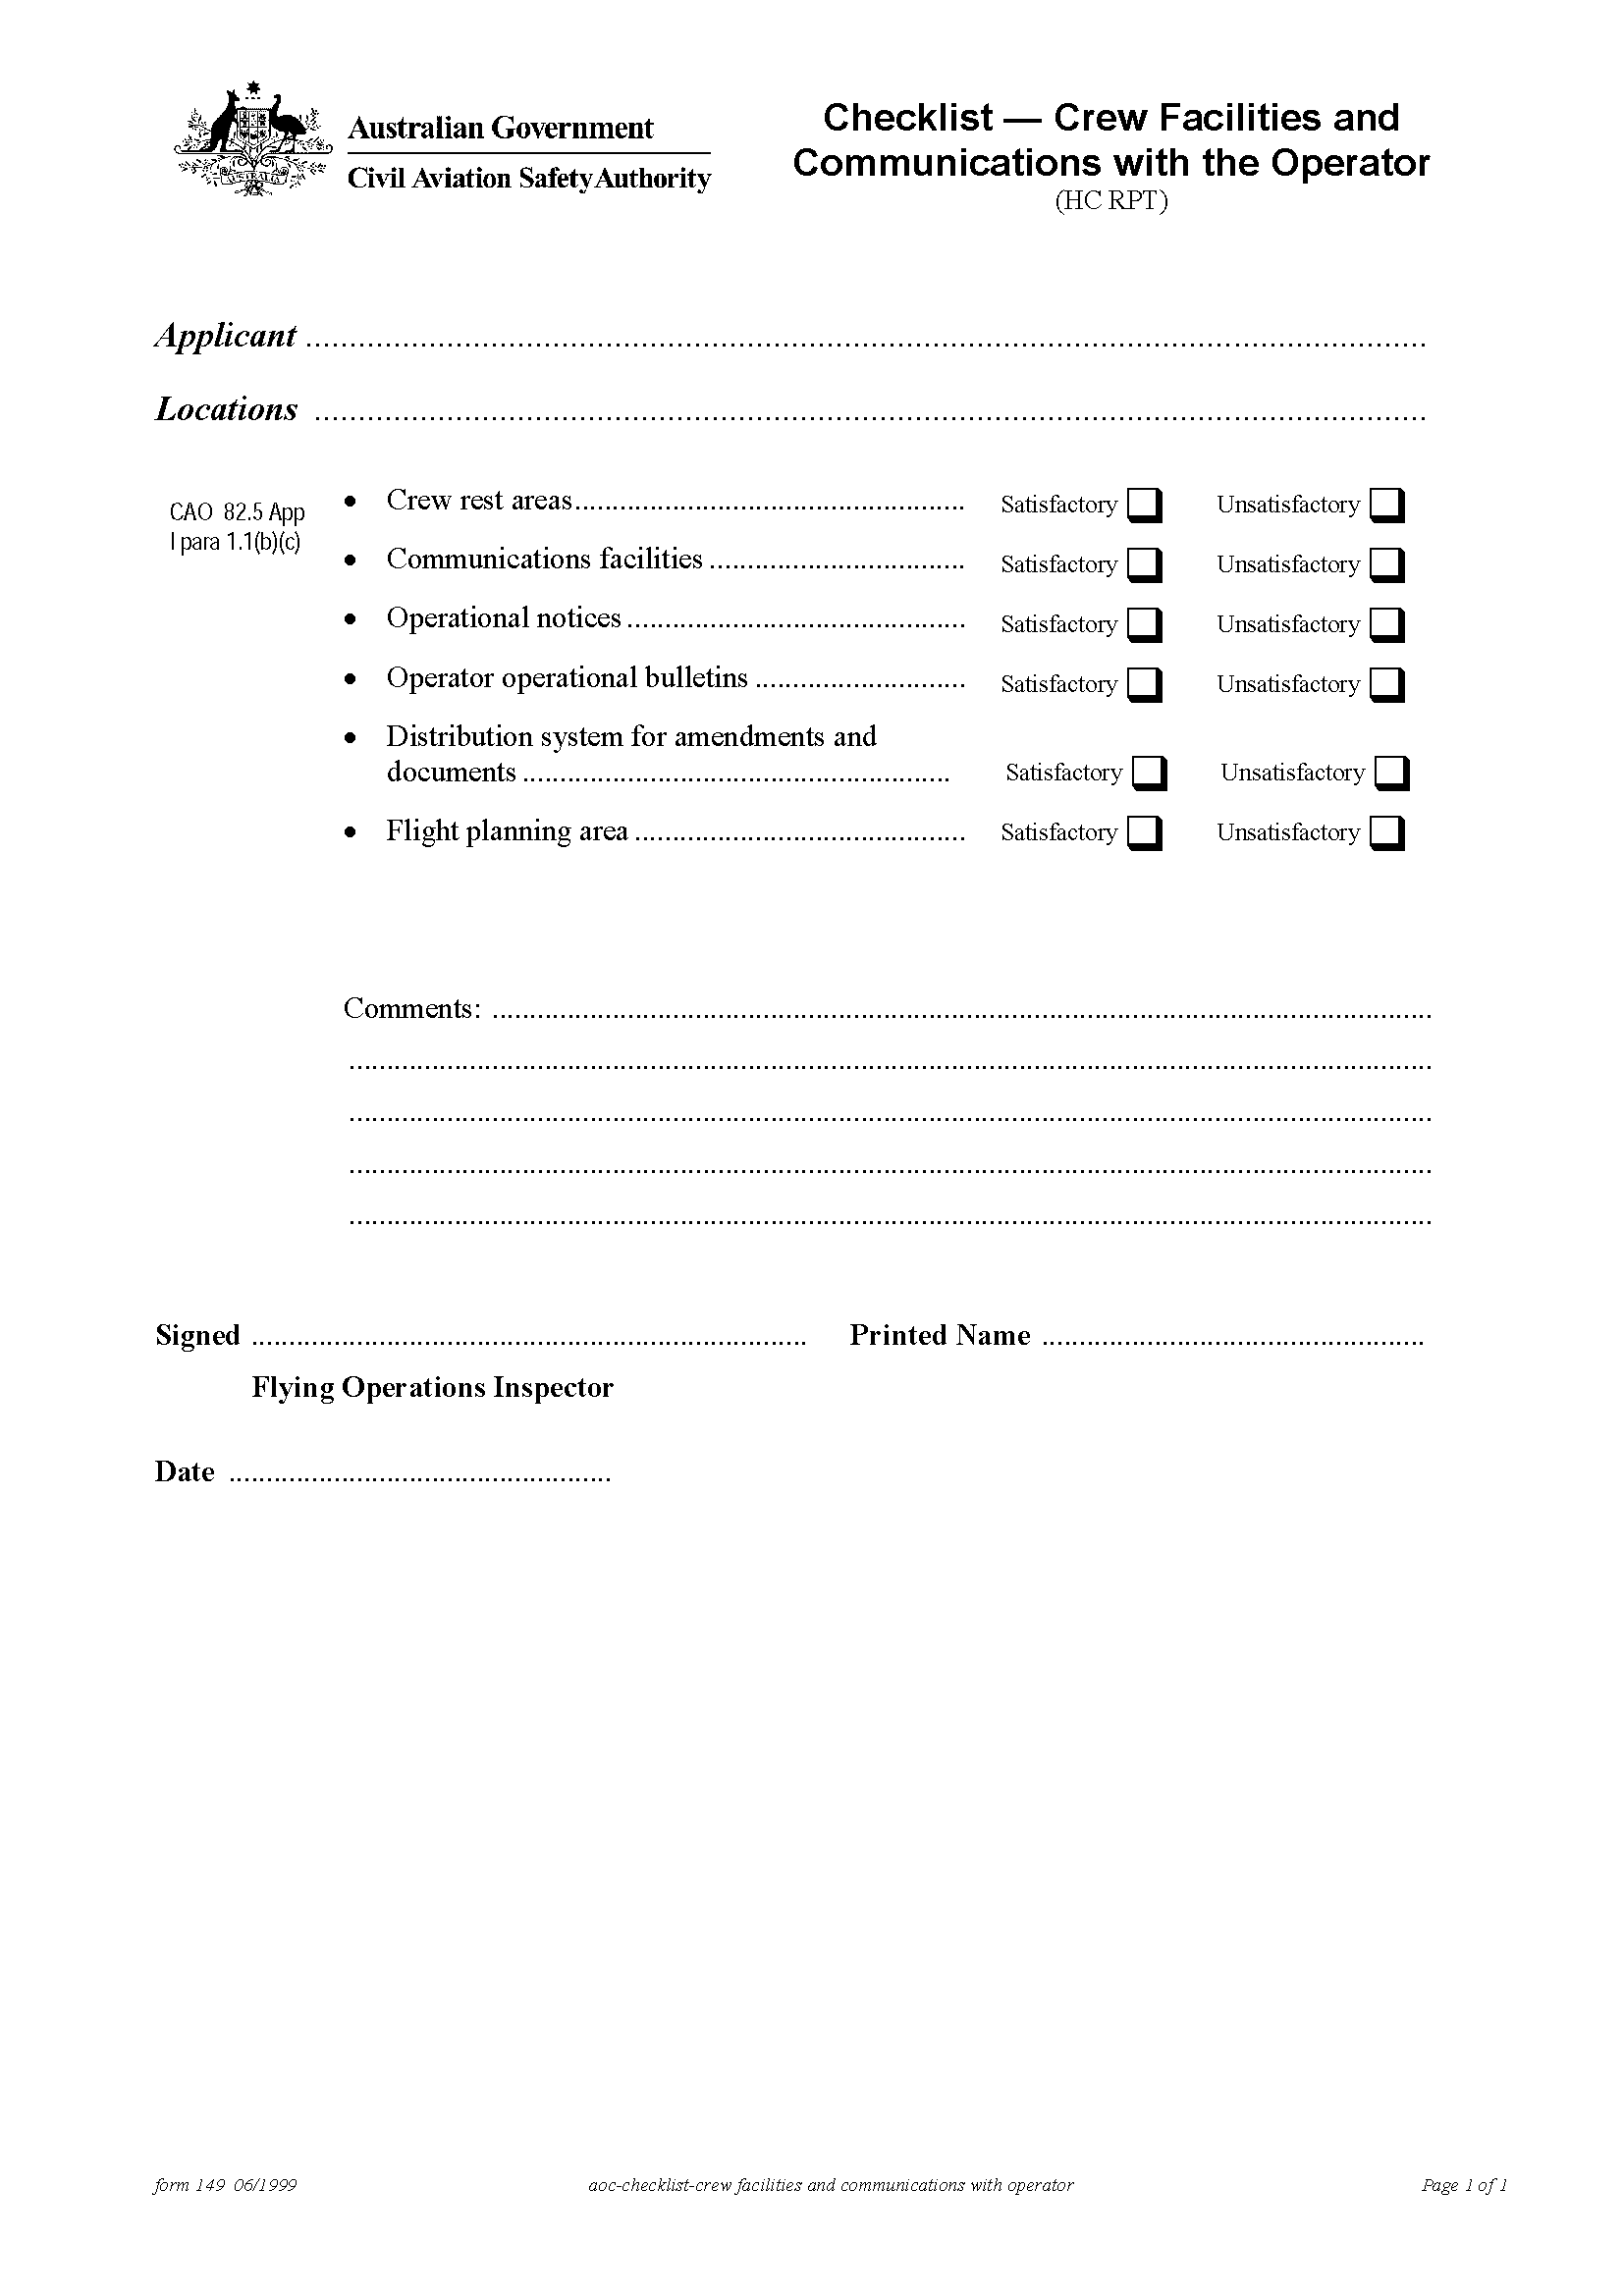 Australian Government
Civil Aviation Safety Authority
Checklist — Crew Facilities and
Communications with the Operator
(HC RPT)
Applicant ................................................................
Locations ................................................................
CAO 82.5 App
I para 1.1(b)(c)
• Crew rest areas.................................................... Satisfactory ❏ Unsatisfactory ❏
• Communications facilities .................................. Satisfactory ❏ Unsatisfactory ❏
• Operational notices ............................................. Satisfactory ❏ Unsatisfactory ❏
• Operator operational bulletins ............................ Satisfactory ❏ Unsatisfactory ❏
• Distribution system for amendments and
documents ......................................................... Satisfactory ❏ Unsatisfactory ❏
• Flight planning area ............................................ Satisfactory ❏ Unsatisfactory ❏
Comments: ................................................................
................................................................
................................................................
................................................................
................................................................
Signed ................................................ Printed Name ................................................
Flying Operations Inspector
Date ................................................
form 149 06/1999 aoc-checklist-crew facilities and communications with operator Page 1 of 1